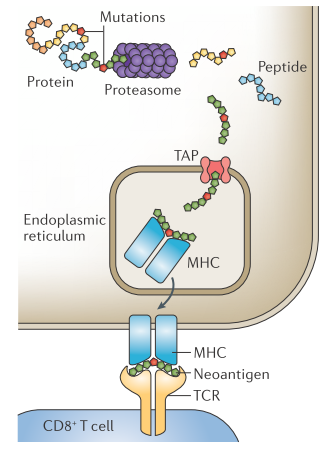 Mutations
Protein
Proteasome
Peptide
TAP
Endoplasmic
reticulum
MHC
MHC
Neoantigen
TCR
CD8⁺ T cell